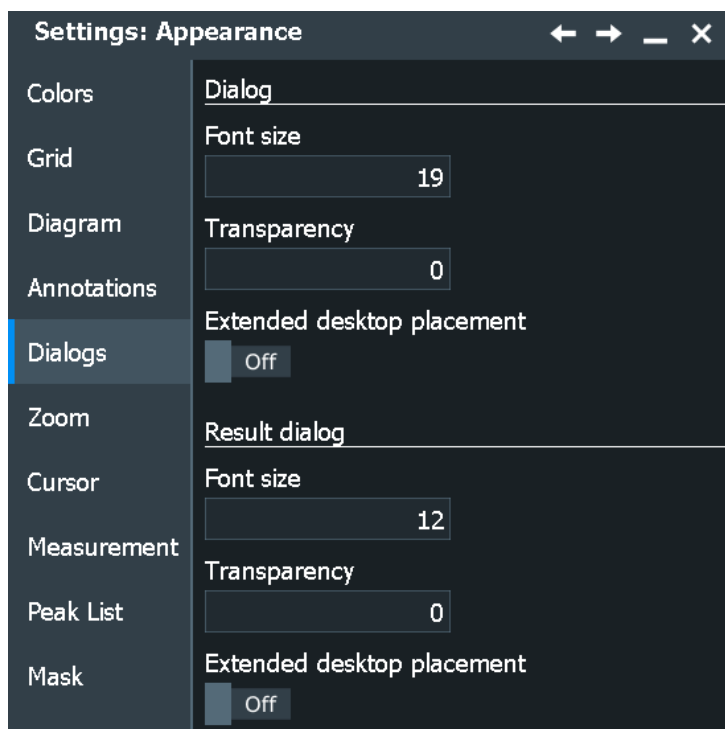 Settings: Appearance
Colors
Grid
Diagram
Annotations
Dialogs
Zoom
Cursor
Measurement
Peak List
Mask
Dialog
Font size
19
Transparency
0
Extended desktop placement
Off
Result dialog
Font size
12
Transparency
0
Extended desktop placement
Off